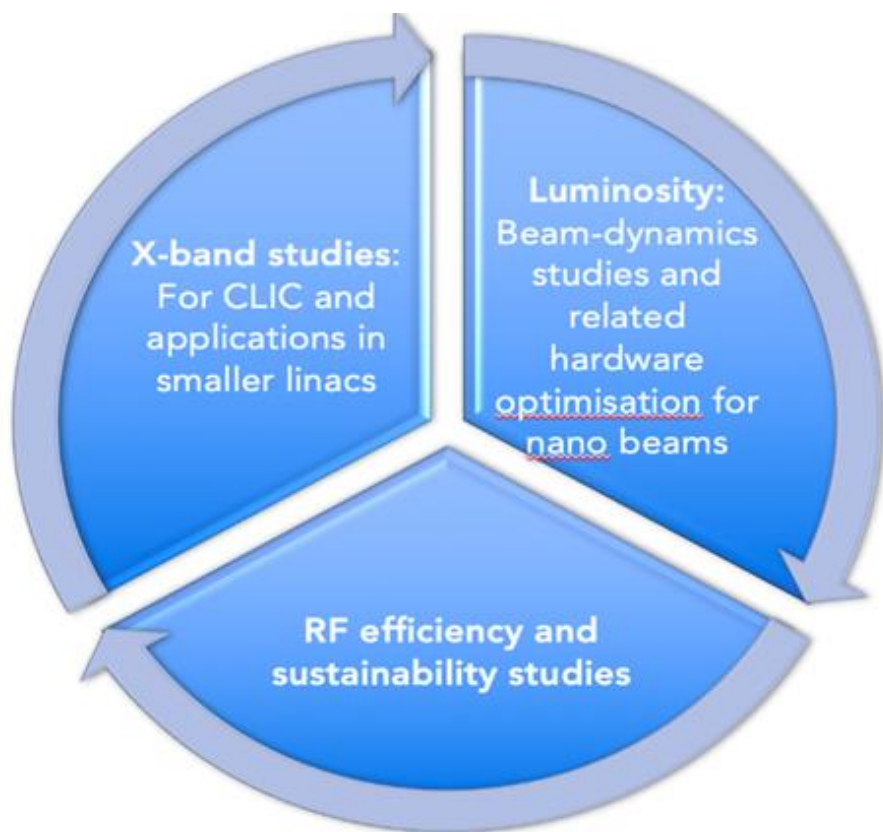 X-band studies:
For CLIC and
applications in
smaller linacs
Luminosity:
Beam-dynamics
studies and
related
hardware
optimisation for
nano beams
RF efficiency and
sustainability studies